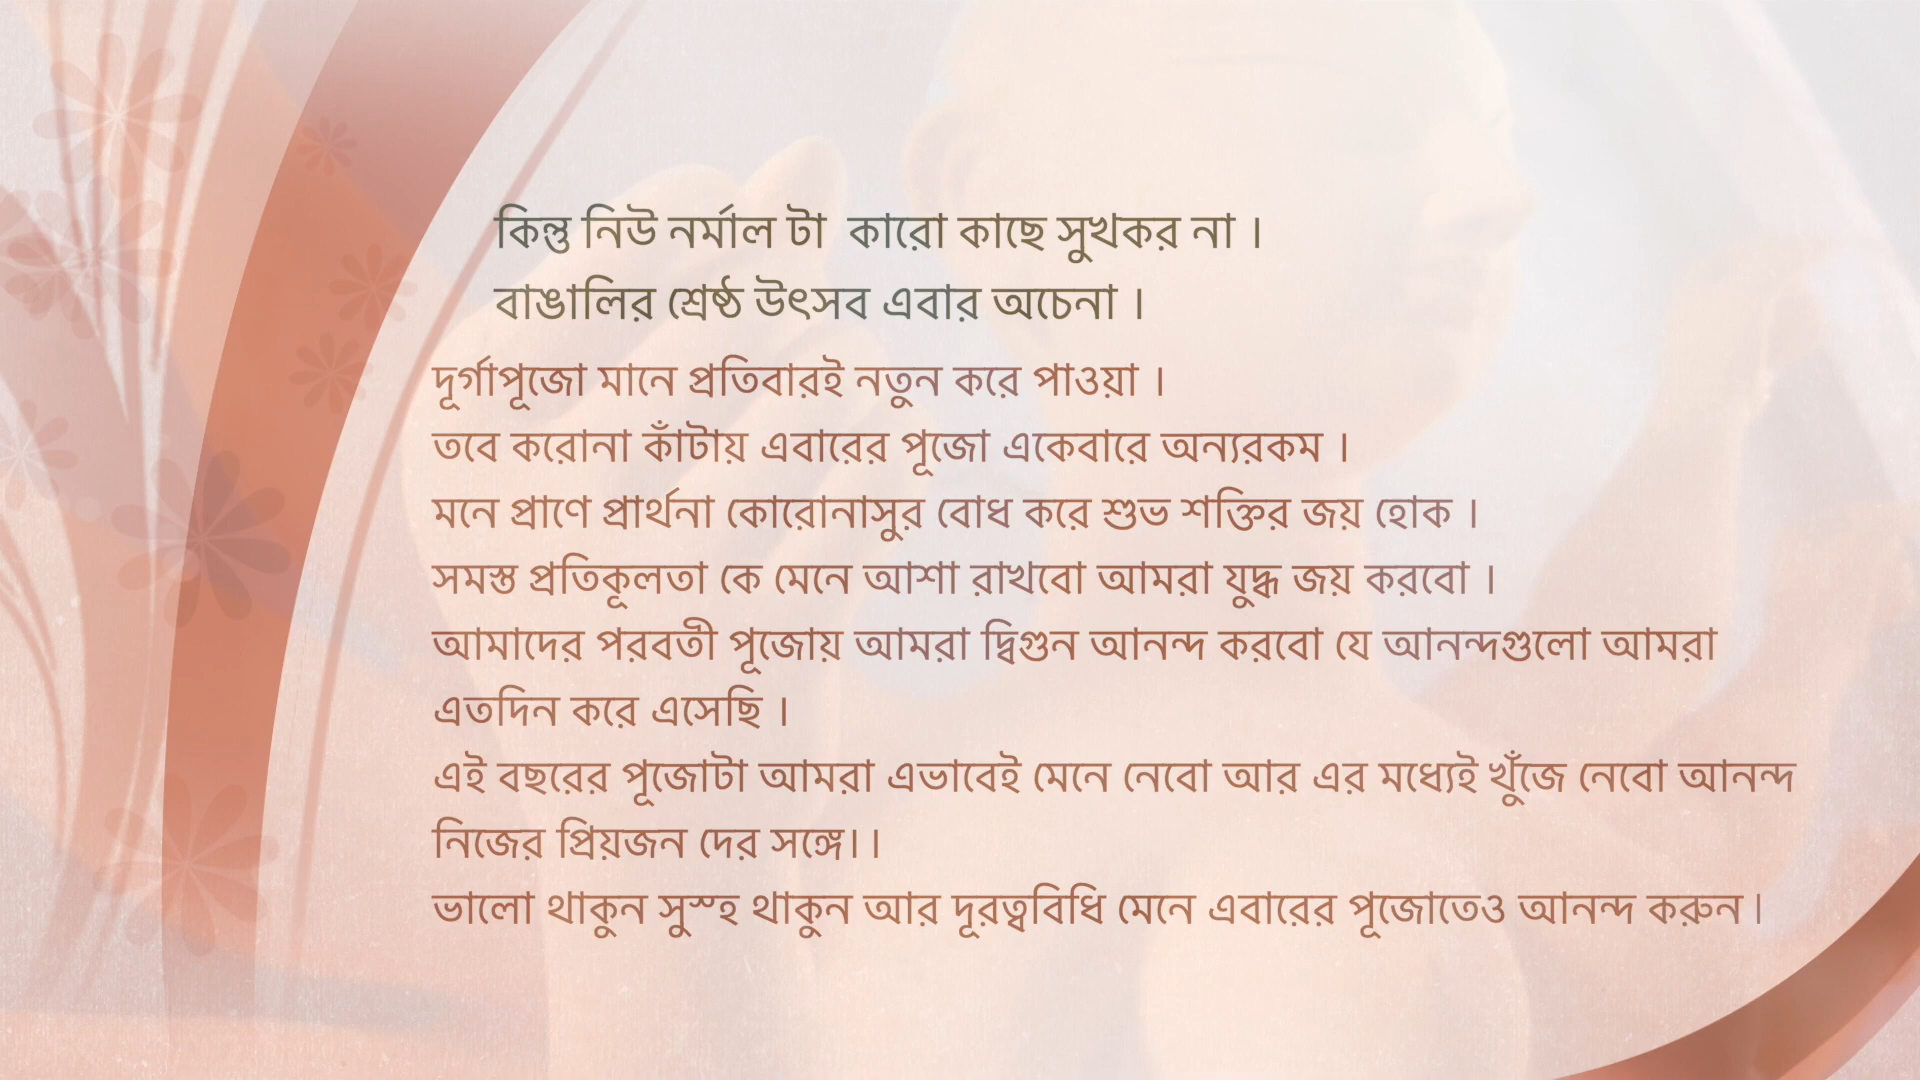 কিন্তু নিউ নর্মাল টা কারো কাছে সুখকর না ।
বাঙালির শ্রেষ্ঠ উৎসব এবার অচেনা ।
দূর্গাপূজো মানে প্রতিবারই নতুন করে পাওয়া ।
তবে করোনা কাঁটায় এবারের পূজো একেবারে অন্যরকম ।
মনে প্রাণে প্রার্থনা কোরোনাসুর বোধ করে শুভ শক্তির জয় হোক ।
সমস্ত প্রতিকূলতা কে মেনে আশা রাখবো আমরা যুদ্ধ জয় করবো ।
আমাদের পরবতী পূজোয় আমরা দ্বিগুন আনন্দ করবো যে আনন্দগুলো আমরা
এতদিন করে এসেছি ।
এই বছরের পূজোটা আমরা এভাবেই মেনে নেবো আর এর মধ্যেই খুঁজে নেবো আনন্দ
নিজের প্রিয়জন দের সঙ্গে।।
ভালো থাকুন সুস্হ থাকুন আর দূরত্ববিধি মেনে এবারের পূজোতেও আনন্দ করুন।